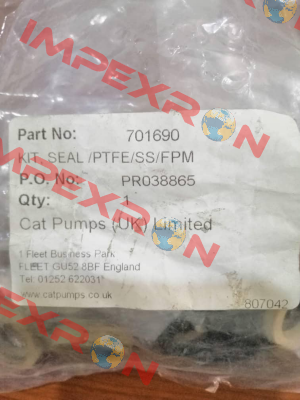 IMPEXRON
Part No: 701690
KIT, SEAL /PTFE/SS/FPM
P.O. No: PR038865
Qty: 1
Cat Pumps (UK) Limited
1 Fleet Business Park
FLEET GU52 8BF England
Tel: 01252 622031
www.catpumps.co.uk
807042
IMPEXRON